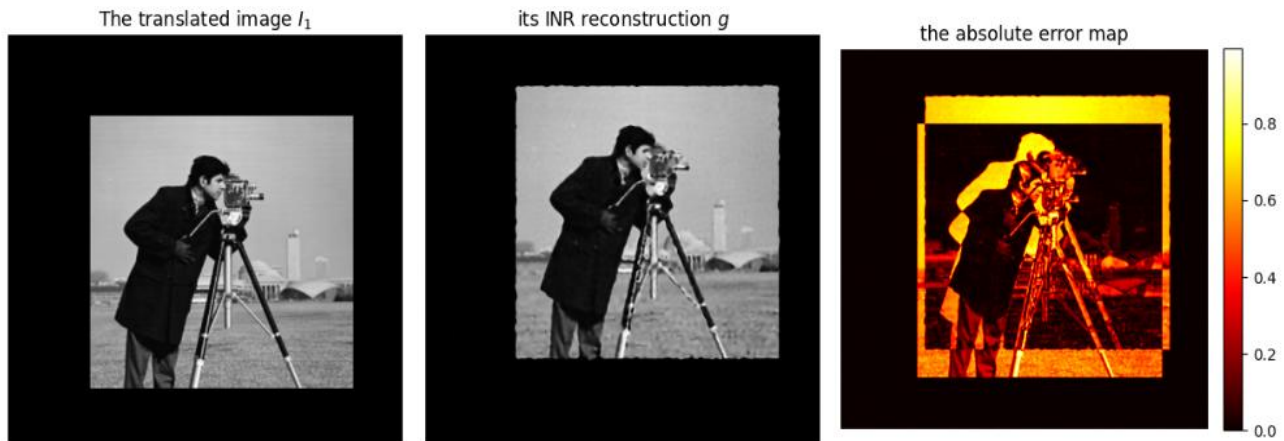 The translated image I₁
its INR reconstruction g
the absolute error map
0.8
0.6
0.4
0.2
0.0